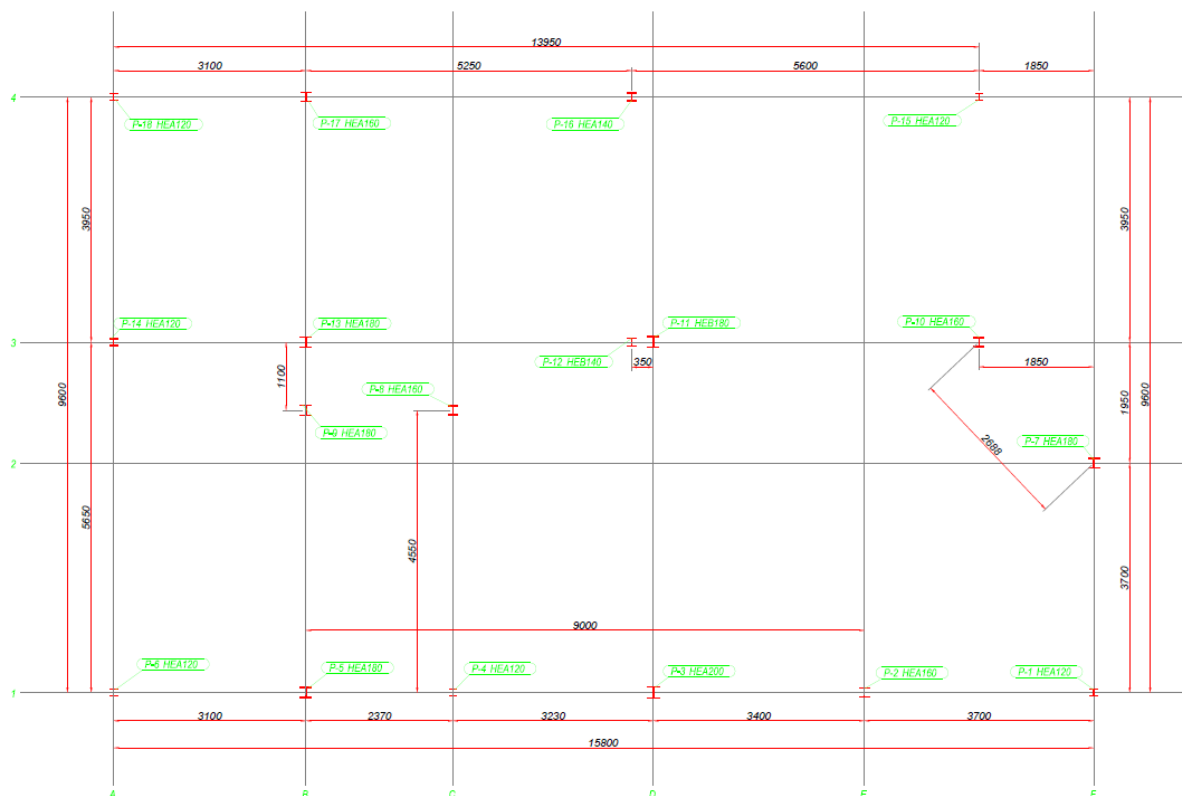 13950
3100 5250 5600 1850
4
P-18 HEA120 P-17 HEA160 P-16 HEA140 P-15 HEA120
3950 3950
P-14 HEA120 P-13 HEA180 P-11 HEB180 P-10 HEA160
3
P-12 HEB140 350 1850
1100 P-8 HEA160
9600 1950 9600
P-9 HEA180 2688 P-7 HEA180
2
5650 4550 3700
9000
P-6 HEA120 P-5 HEA180 P-4 HEA120 P-3 HEA200 P-2 HEA160 P-1 HEA120
1
3100 2370 3230 3400 3700
15800
A B C D E F